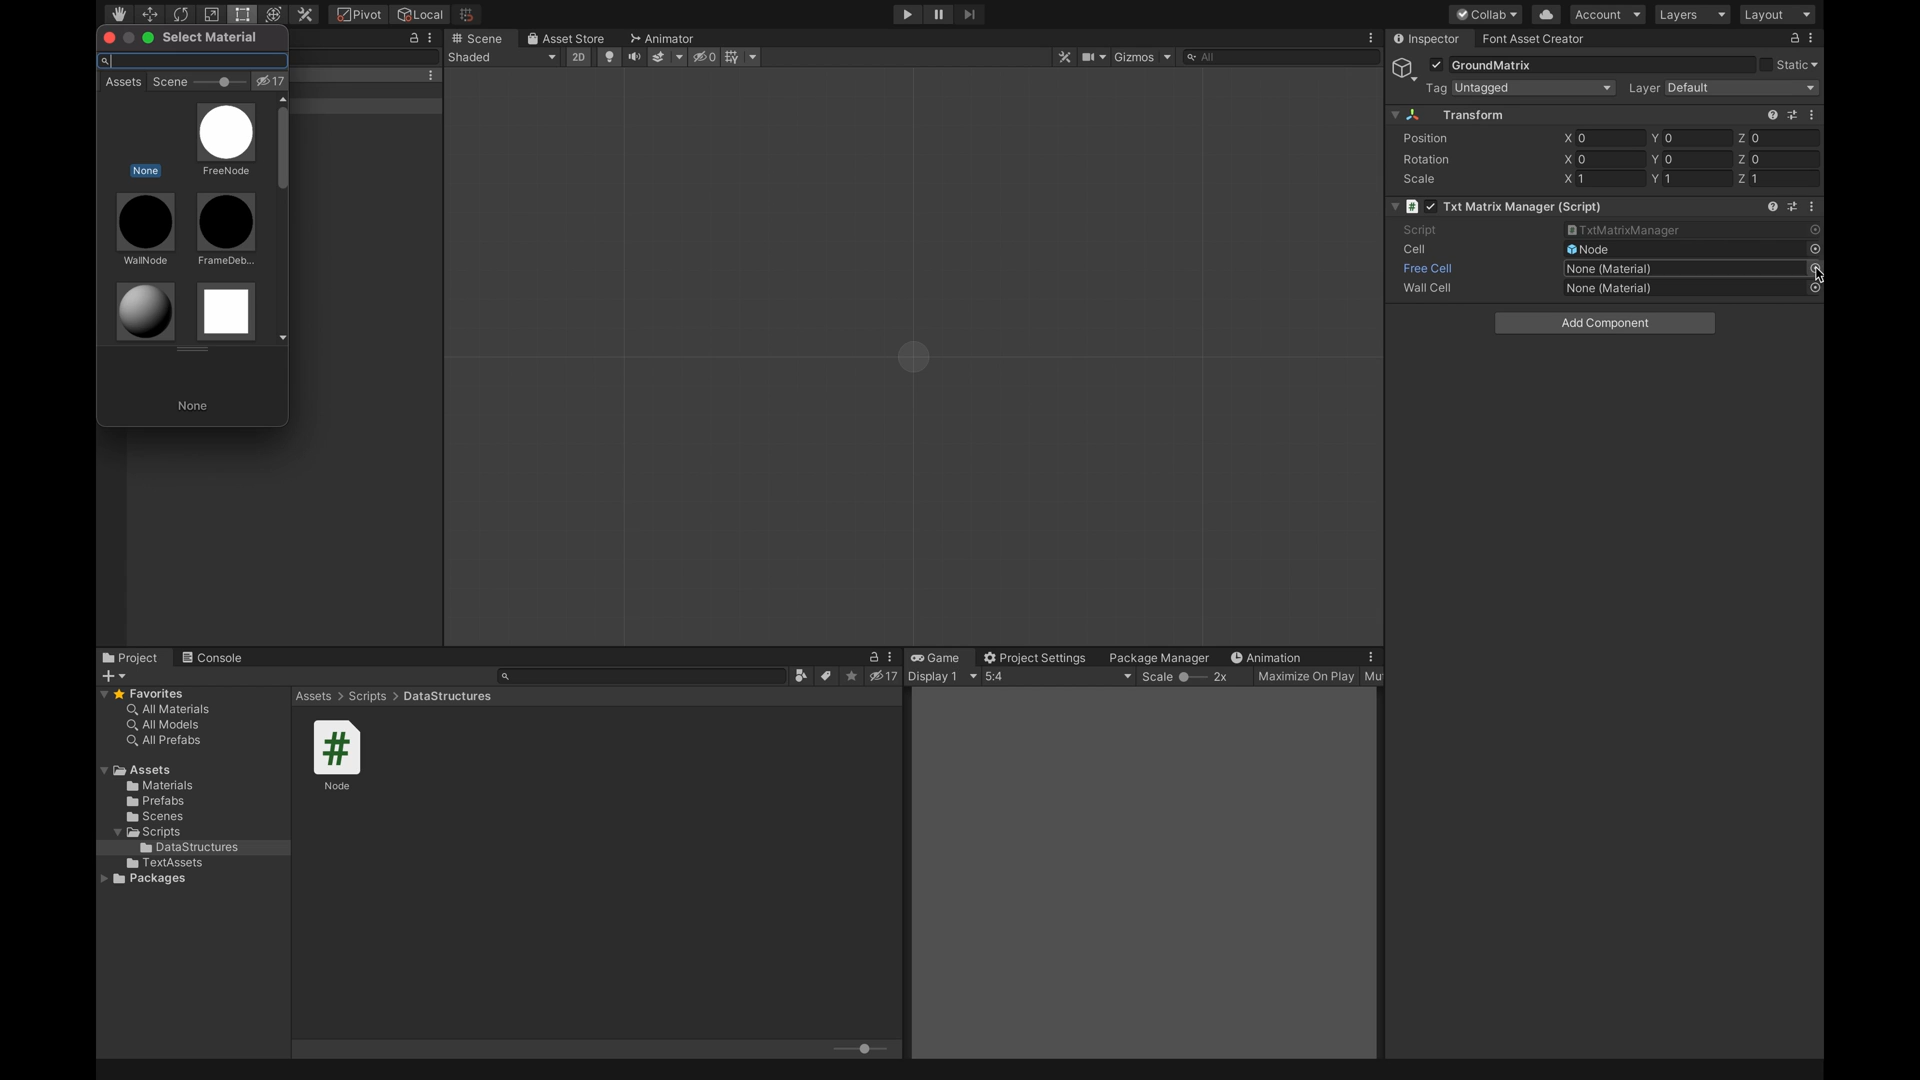 Pivot Local Collab Account Layers Layout
Select Material
Assets Scene 17
None FreeNode
WallNode FrameDeb...
None
Scene Asset Store Animator
Shaded 2D 0 Gizmos All
Inspector Font Asset Creator
GroundMatrix Static
Tag Untagged Layer Default
Transform
Position X 0 Y 0 Z 0
Rotation X 0 Y 0 Z 0
Scale X 1 Y 1 Z 1
# Txt Matrix Manager (Script)
Script TxtMatrixManager
Cell Node
Free Cell None (Material)
Wall Cell None (Material)
Add Component
Project Console
17
Favorites
All Materials
All Models
All Prefabs
Assets
Materials
Prefabs
Scenes
Scripts
DataStructures
TextAssets
Packages
Assets > Scripts > DataStructures
#
Node
Game Project Settings Package Manager Animation
Display 1 5:4 Scale 2x Maximize On Play Mu